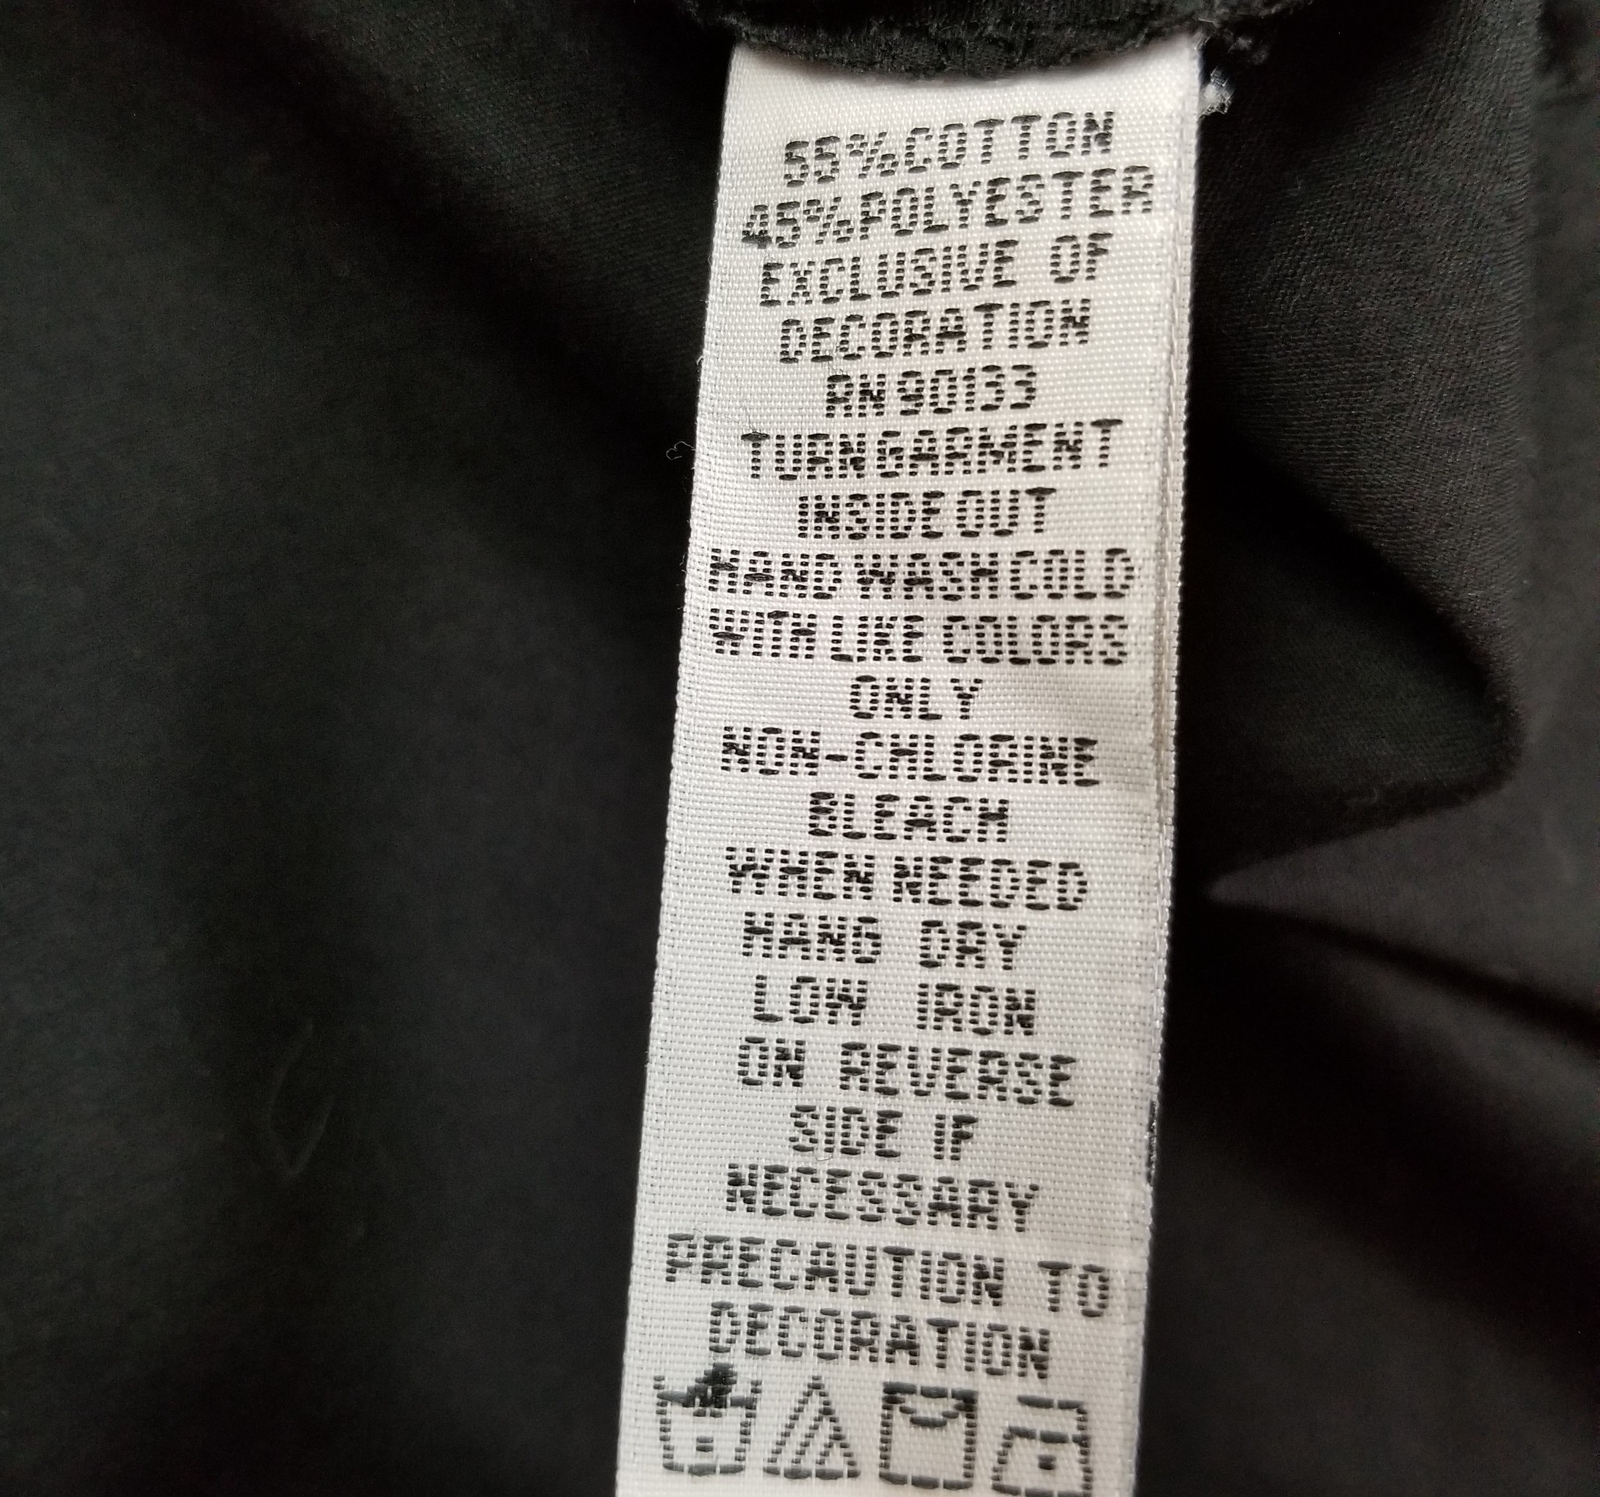 55%COTTON
45%POLYESTER
EXCLUSIVE OF
DECORATION
RN 90133
TURN GARMENT
INSIDE OUT
HAND WASH COLD
WITH LIKE COLORS
ONLY
NON-CHLORINE
BLEACH
WHEN NEEDED
HANG DRY
LOW IRON
ON REVERSE
SIDE IF
NECESSARY
PRECAUTION TO
DECORATION